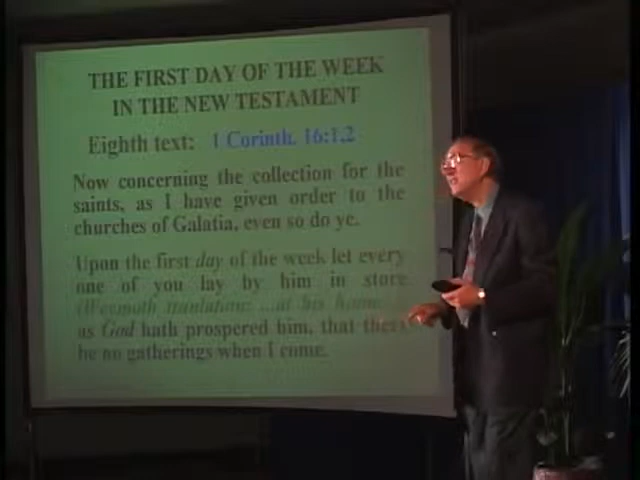 THE FIRST DAY OF THE WEEK
IN THE NEW TESTAMENT
Eighth text: 1 Corinth. 16:1,2
Now concerning the collection for the
saints, as I have given order to the
churches of Galatia, even so do ye.
Upon the first day of the week let every
one of you lay by him in store
(Weymoth translation: ...at his home
as God hath prospered him, that there
be no gatherings when I come.